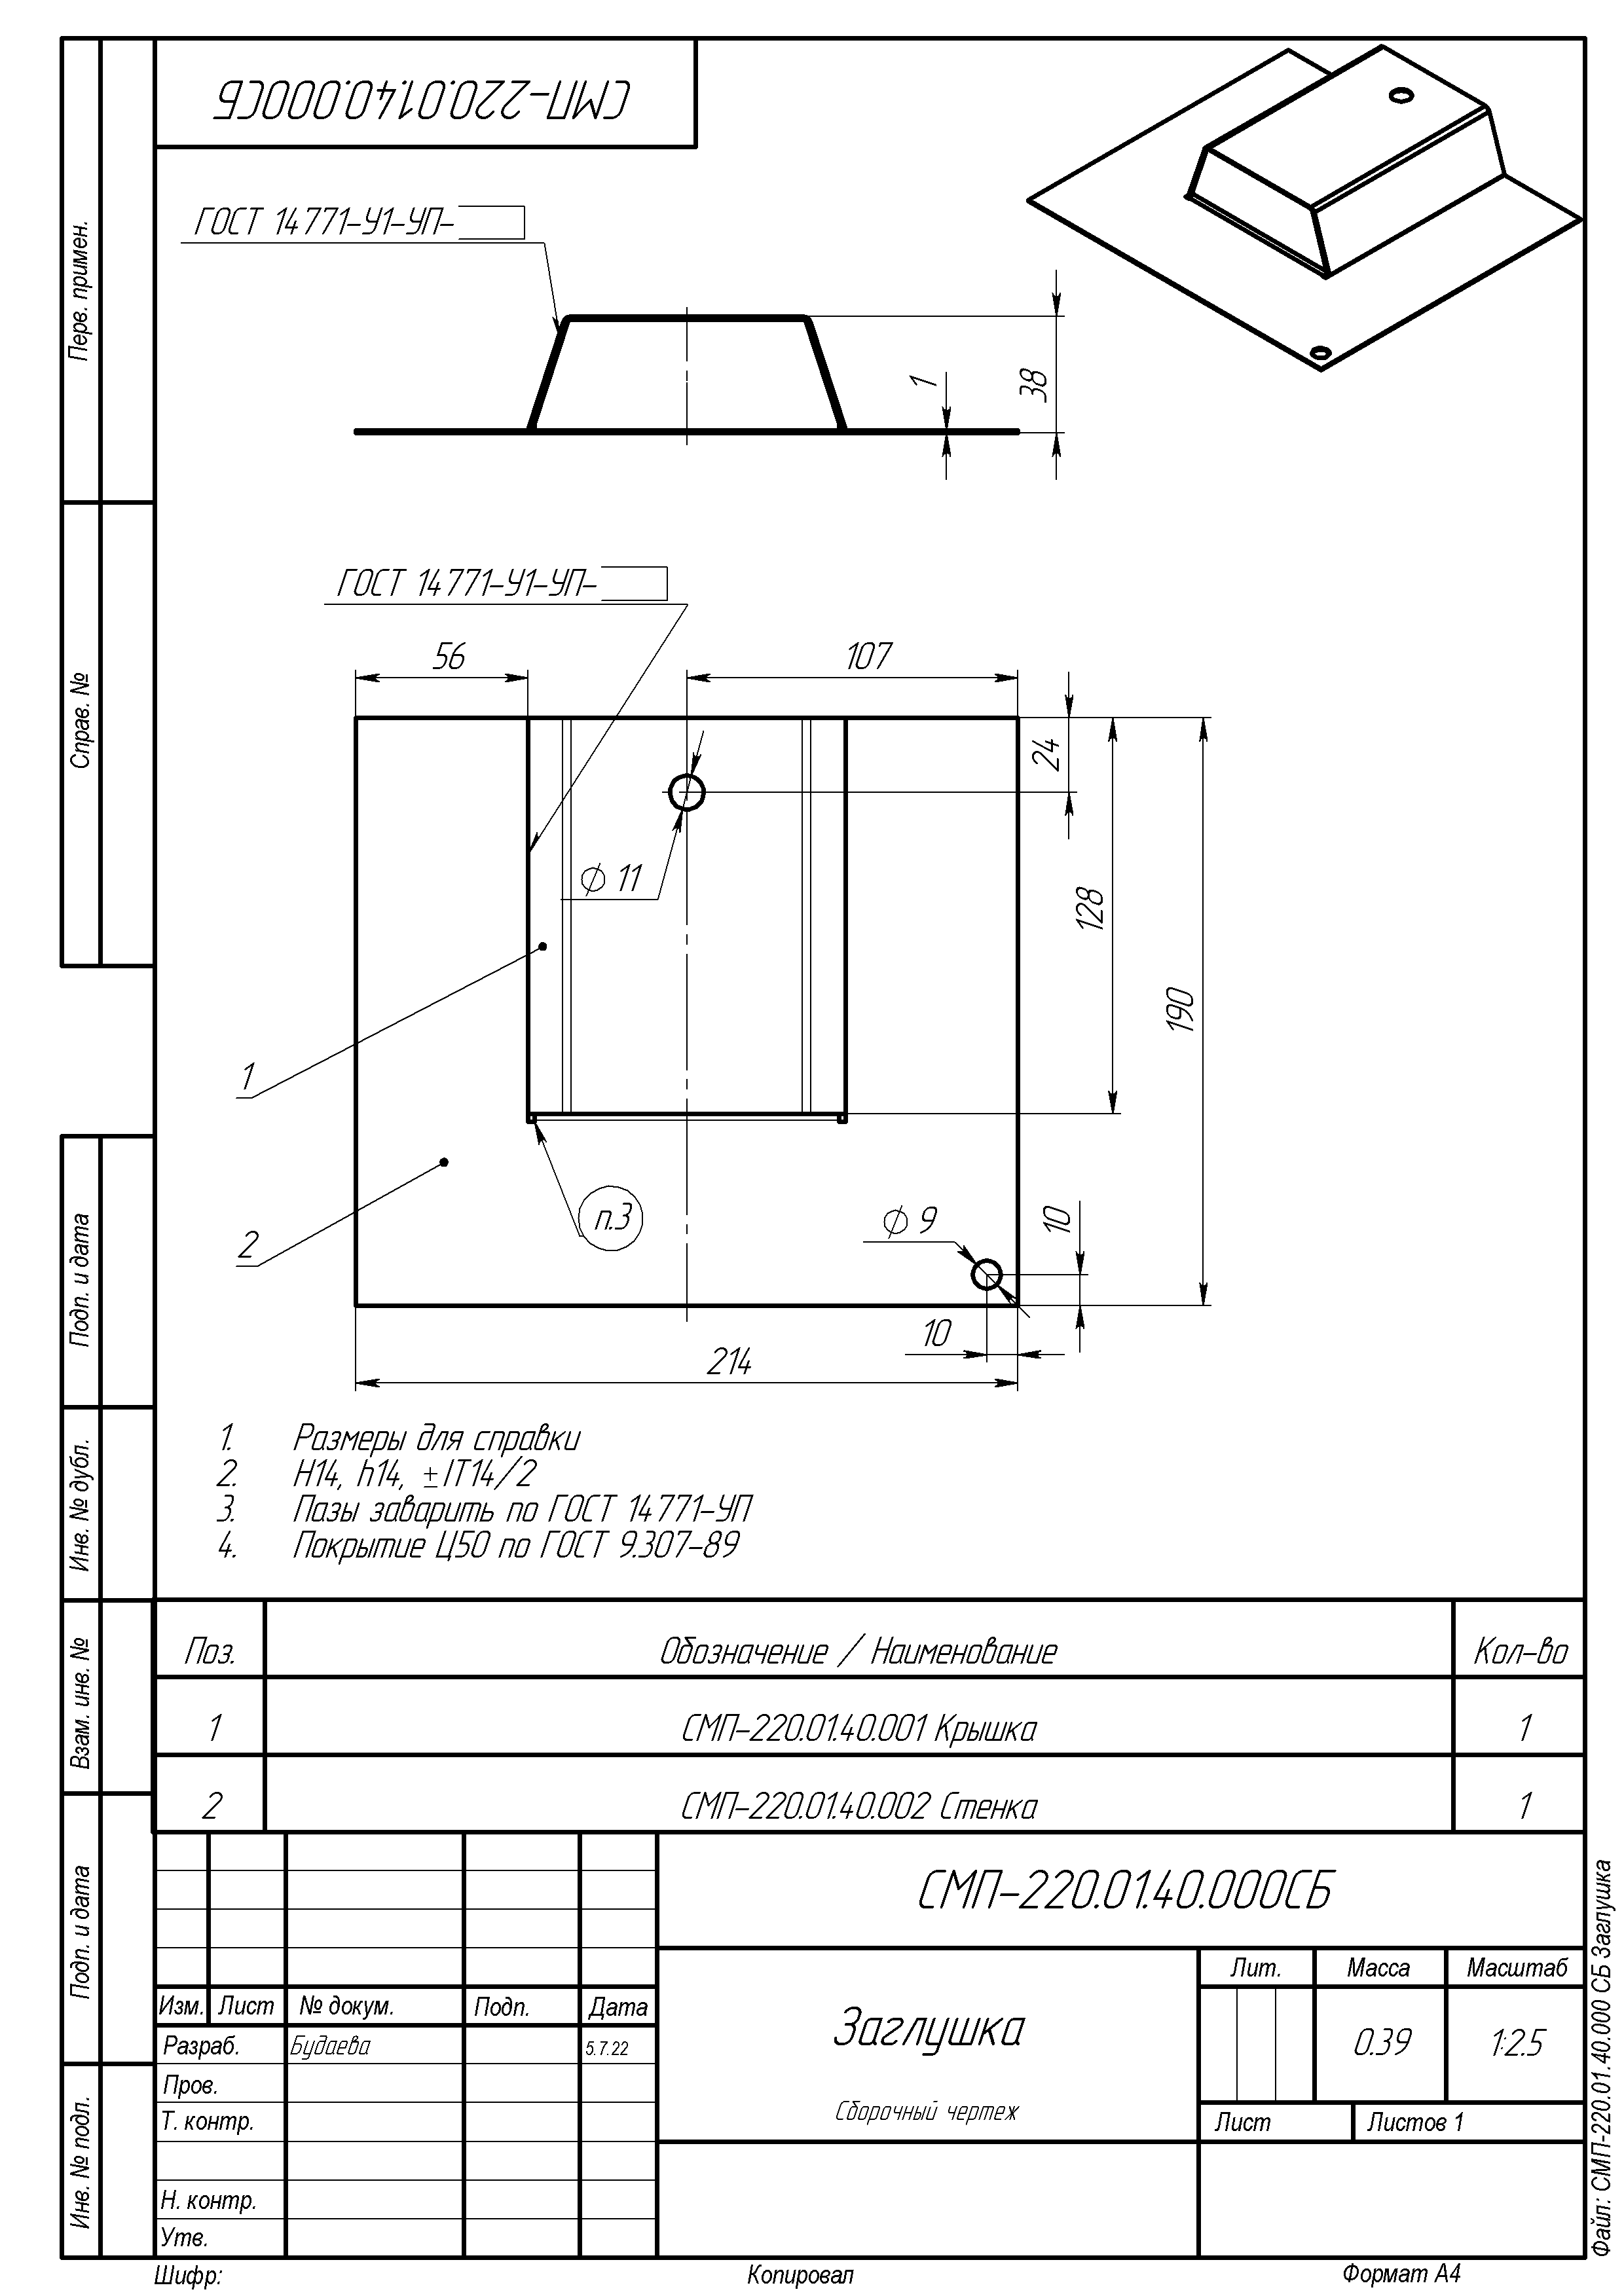 СМП-220.01.40.000СБ
ГОСТ 14771-У1-УП-
1
38
ГОСТ 14771-У1-УП-
56
107
24
⌀ 11
128
190
1
2
п.3
⌀ 9
10
10
214
1. Размеры для справки
2. H14, h14, ±IT14/2
3. Пазы заварить по ГОСТ 14771-УП
4. Покрытие Ц50 по ГОСТ 9.307-89
Поз. Обозначение / Наименование Кол-во
1 СМП-220.01.40.001 Крышка 1
2 СМП-220.01.40.002 Стенка 1
СМП-220.01.40.000СБ
Изм. Лист № докум. Подп. Дата
Разраб. Будаева 5.7.22
Пров.
Т. контр.
Н. контр.
Утв.
Заглушка
Сборочный чертеж
Лит. Масса Масштаб
0.39 1:2.5
Лист Листов 1
Шифр: Копировал Формат А4
Перв. примен.
Справ. №
Подп. и дата
Инв. № дубл.
Взам. инв. №
Подп. и дата
Инв. № подл.
Файл: СМП-220.01.40.000 СБ Заглушка